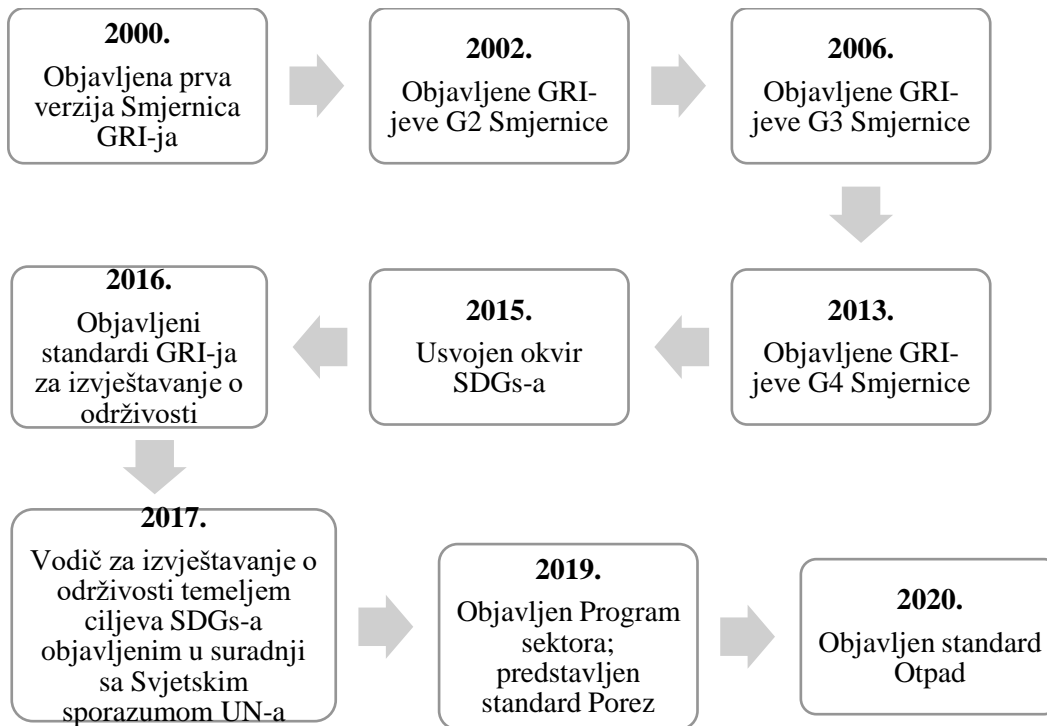 2000.
Objavljena prva
verzija Smjernica
GRI-ja
2002.
Objavljene GRI-
jeve G2 Smjernice
2006.
Objavljene GRI-
jeve G3 Smjernice
2013.
Objavljene GRI-
jeve G4 Smjernice
2015.
Usvojen okvir
SDGs-a
2016.
Objavljeni
standardi GRI-ja
za izvještavanje o
održivosti
2017.
Vodič za izvještavanje o
održivosti temeljem
ciljeva SDGs-a
objavljenim u suradnji
sa Svjetskim
sporazumom UN-a
2019.
Objavljen Program
sektora;
predstavljen
standard Porez
2020.
Objavljen standard
Otpad